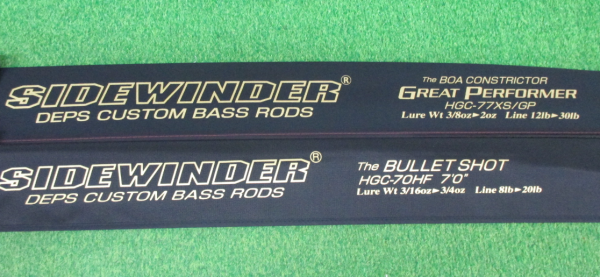 SIDEWINDER®
DEPS CUSTOM BASS RODS
The BOA CONSTRICTOR
GREAT PERFORMER
HGC-77XS/GP
Lure Wt 3/8oz►2oz Line 12lb►30lb
SIDEWINDER®
DEPS CUSTOM BASS RODS
The BULLET SHOT
HGC-70HF 7'0"
Lure Wt 3/16oz►3/4oz Line 8lb►20lb